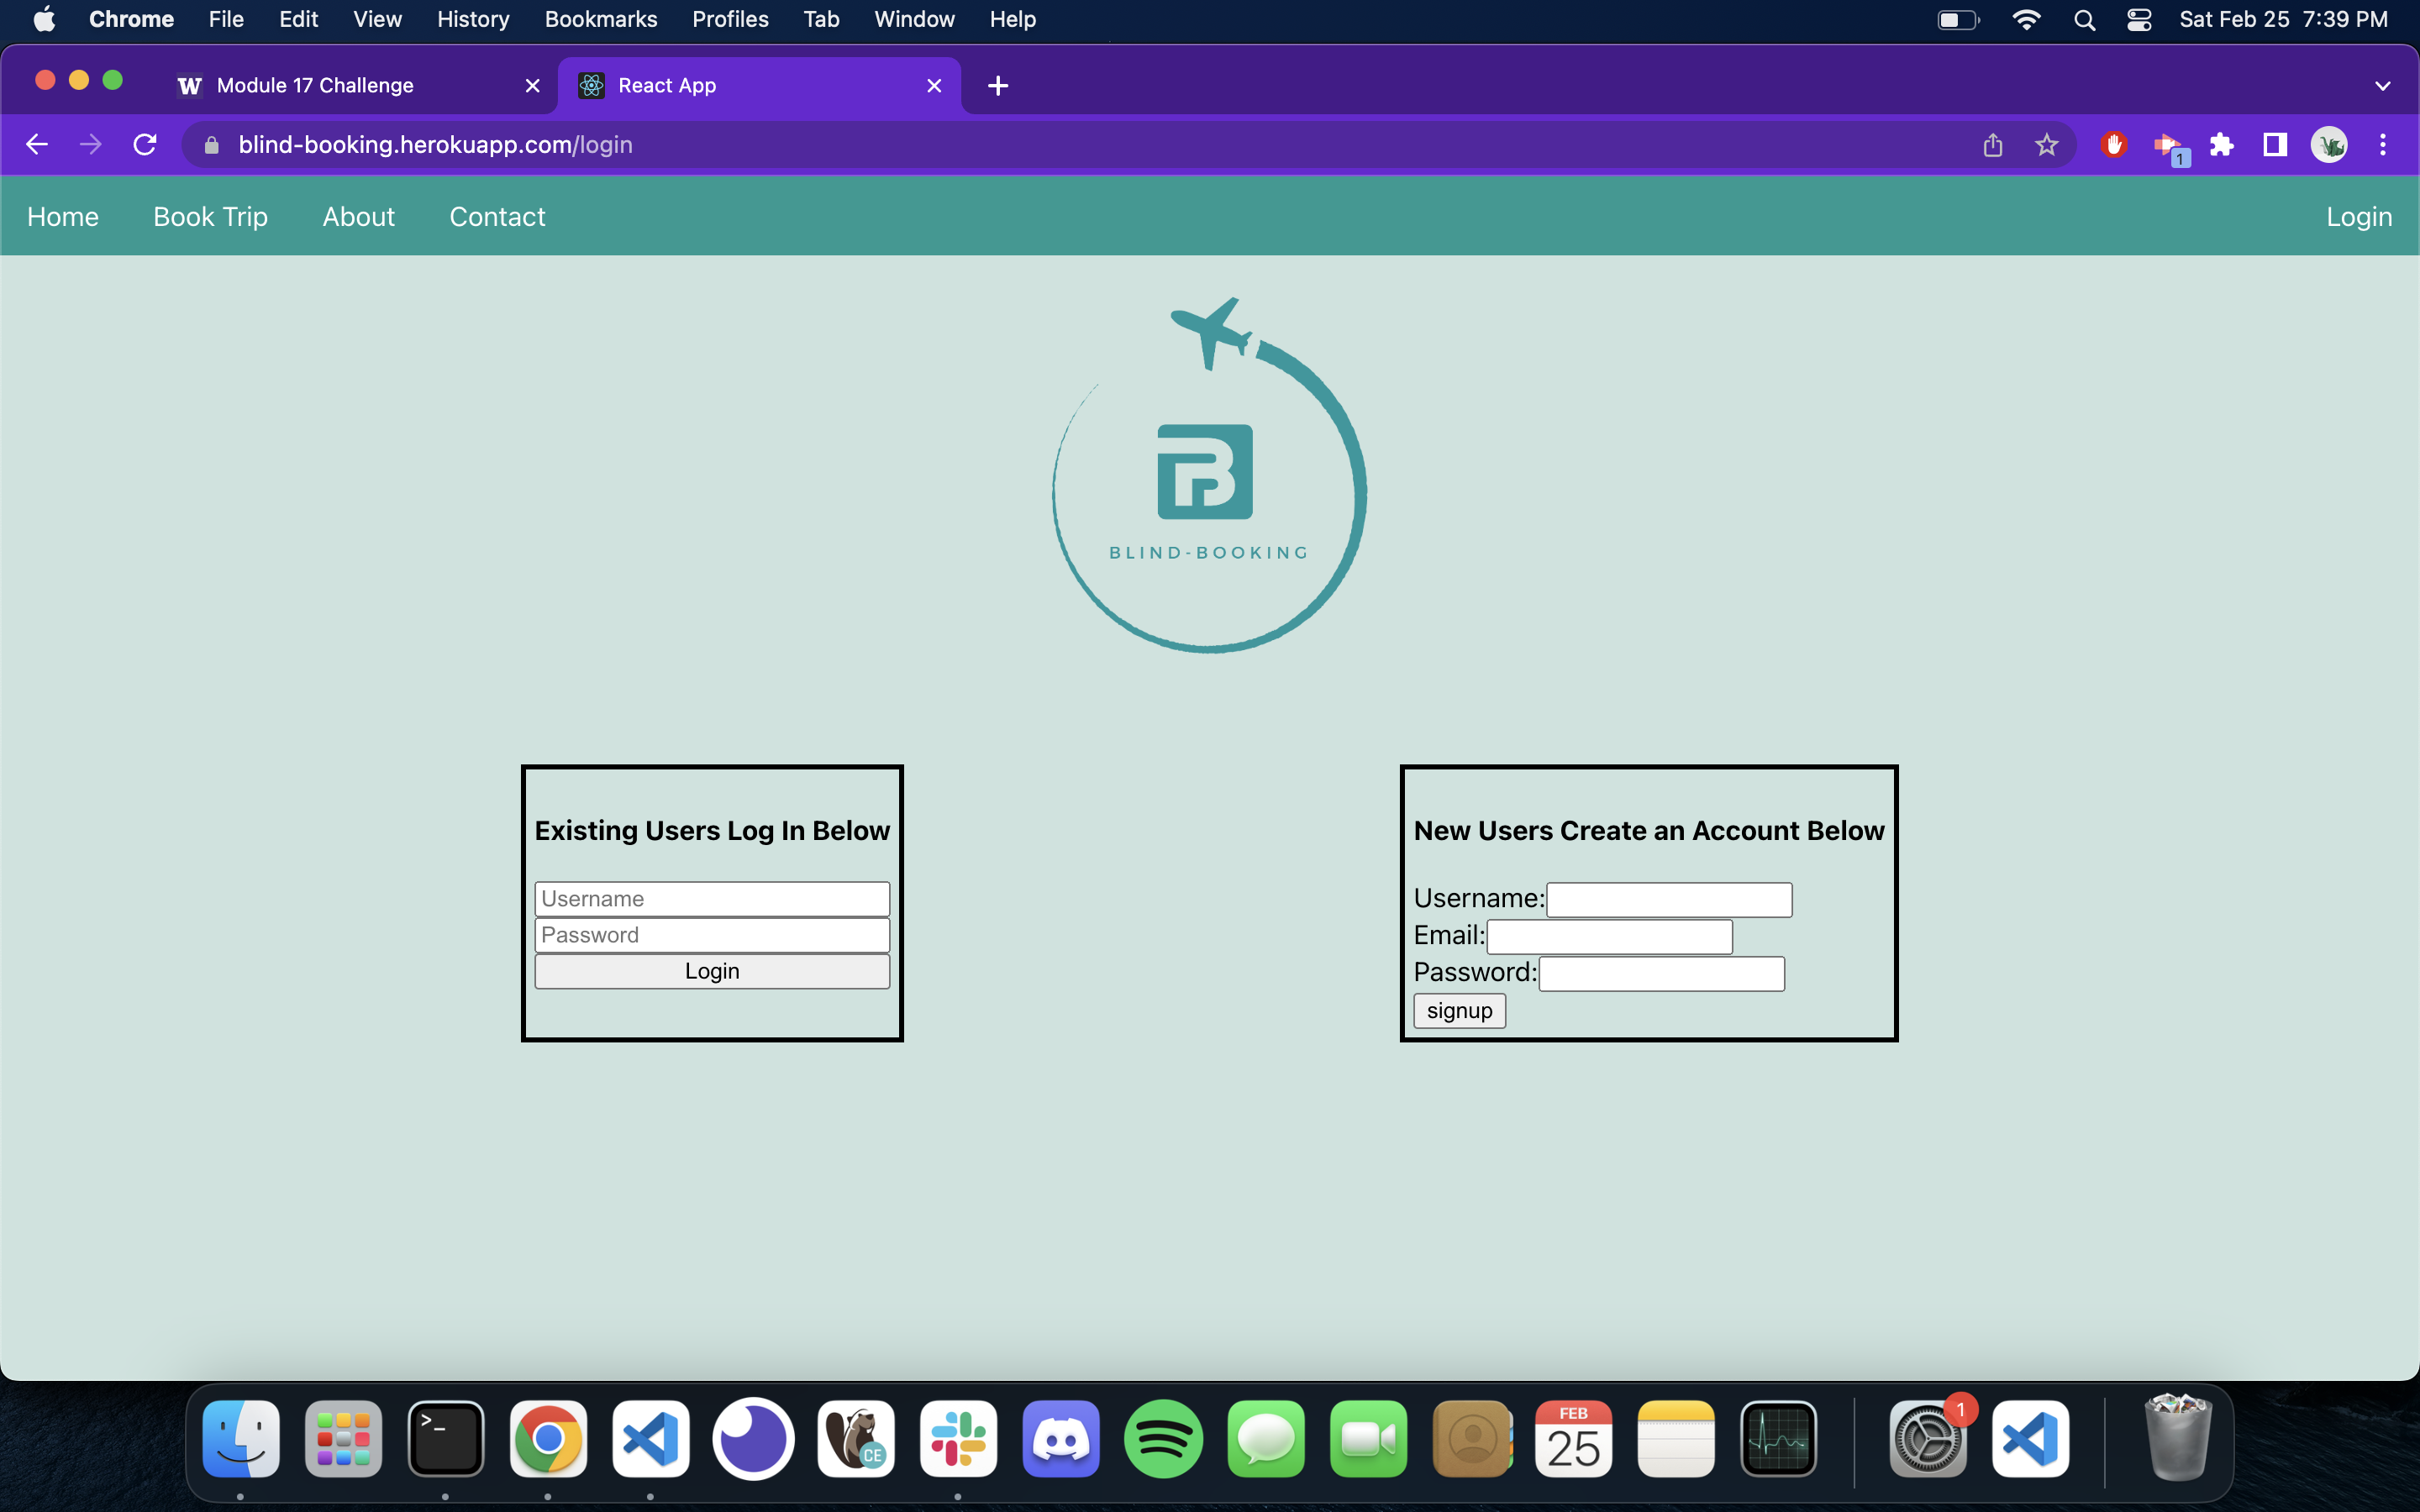 Chrome File Edit View History Bookmarks Profiles Tab Window Help Sat Feb 25 7:39 PM
W Module 17 Challenge React App
blind-booking.herokuapp.com/login
1
Home Book Trip About Contact Login
B
BLIND-BOOKING
Existing Users Log In Below
Username
Password
Login
New Users Create an Account Below
Username:
Email:
Password:
signup
>_
CE
FEB
25
1